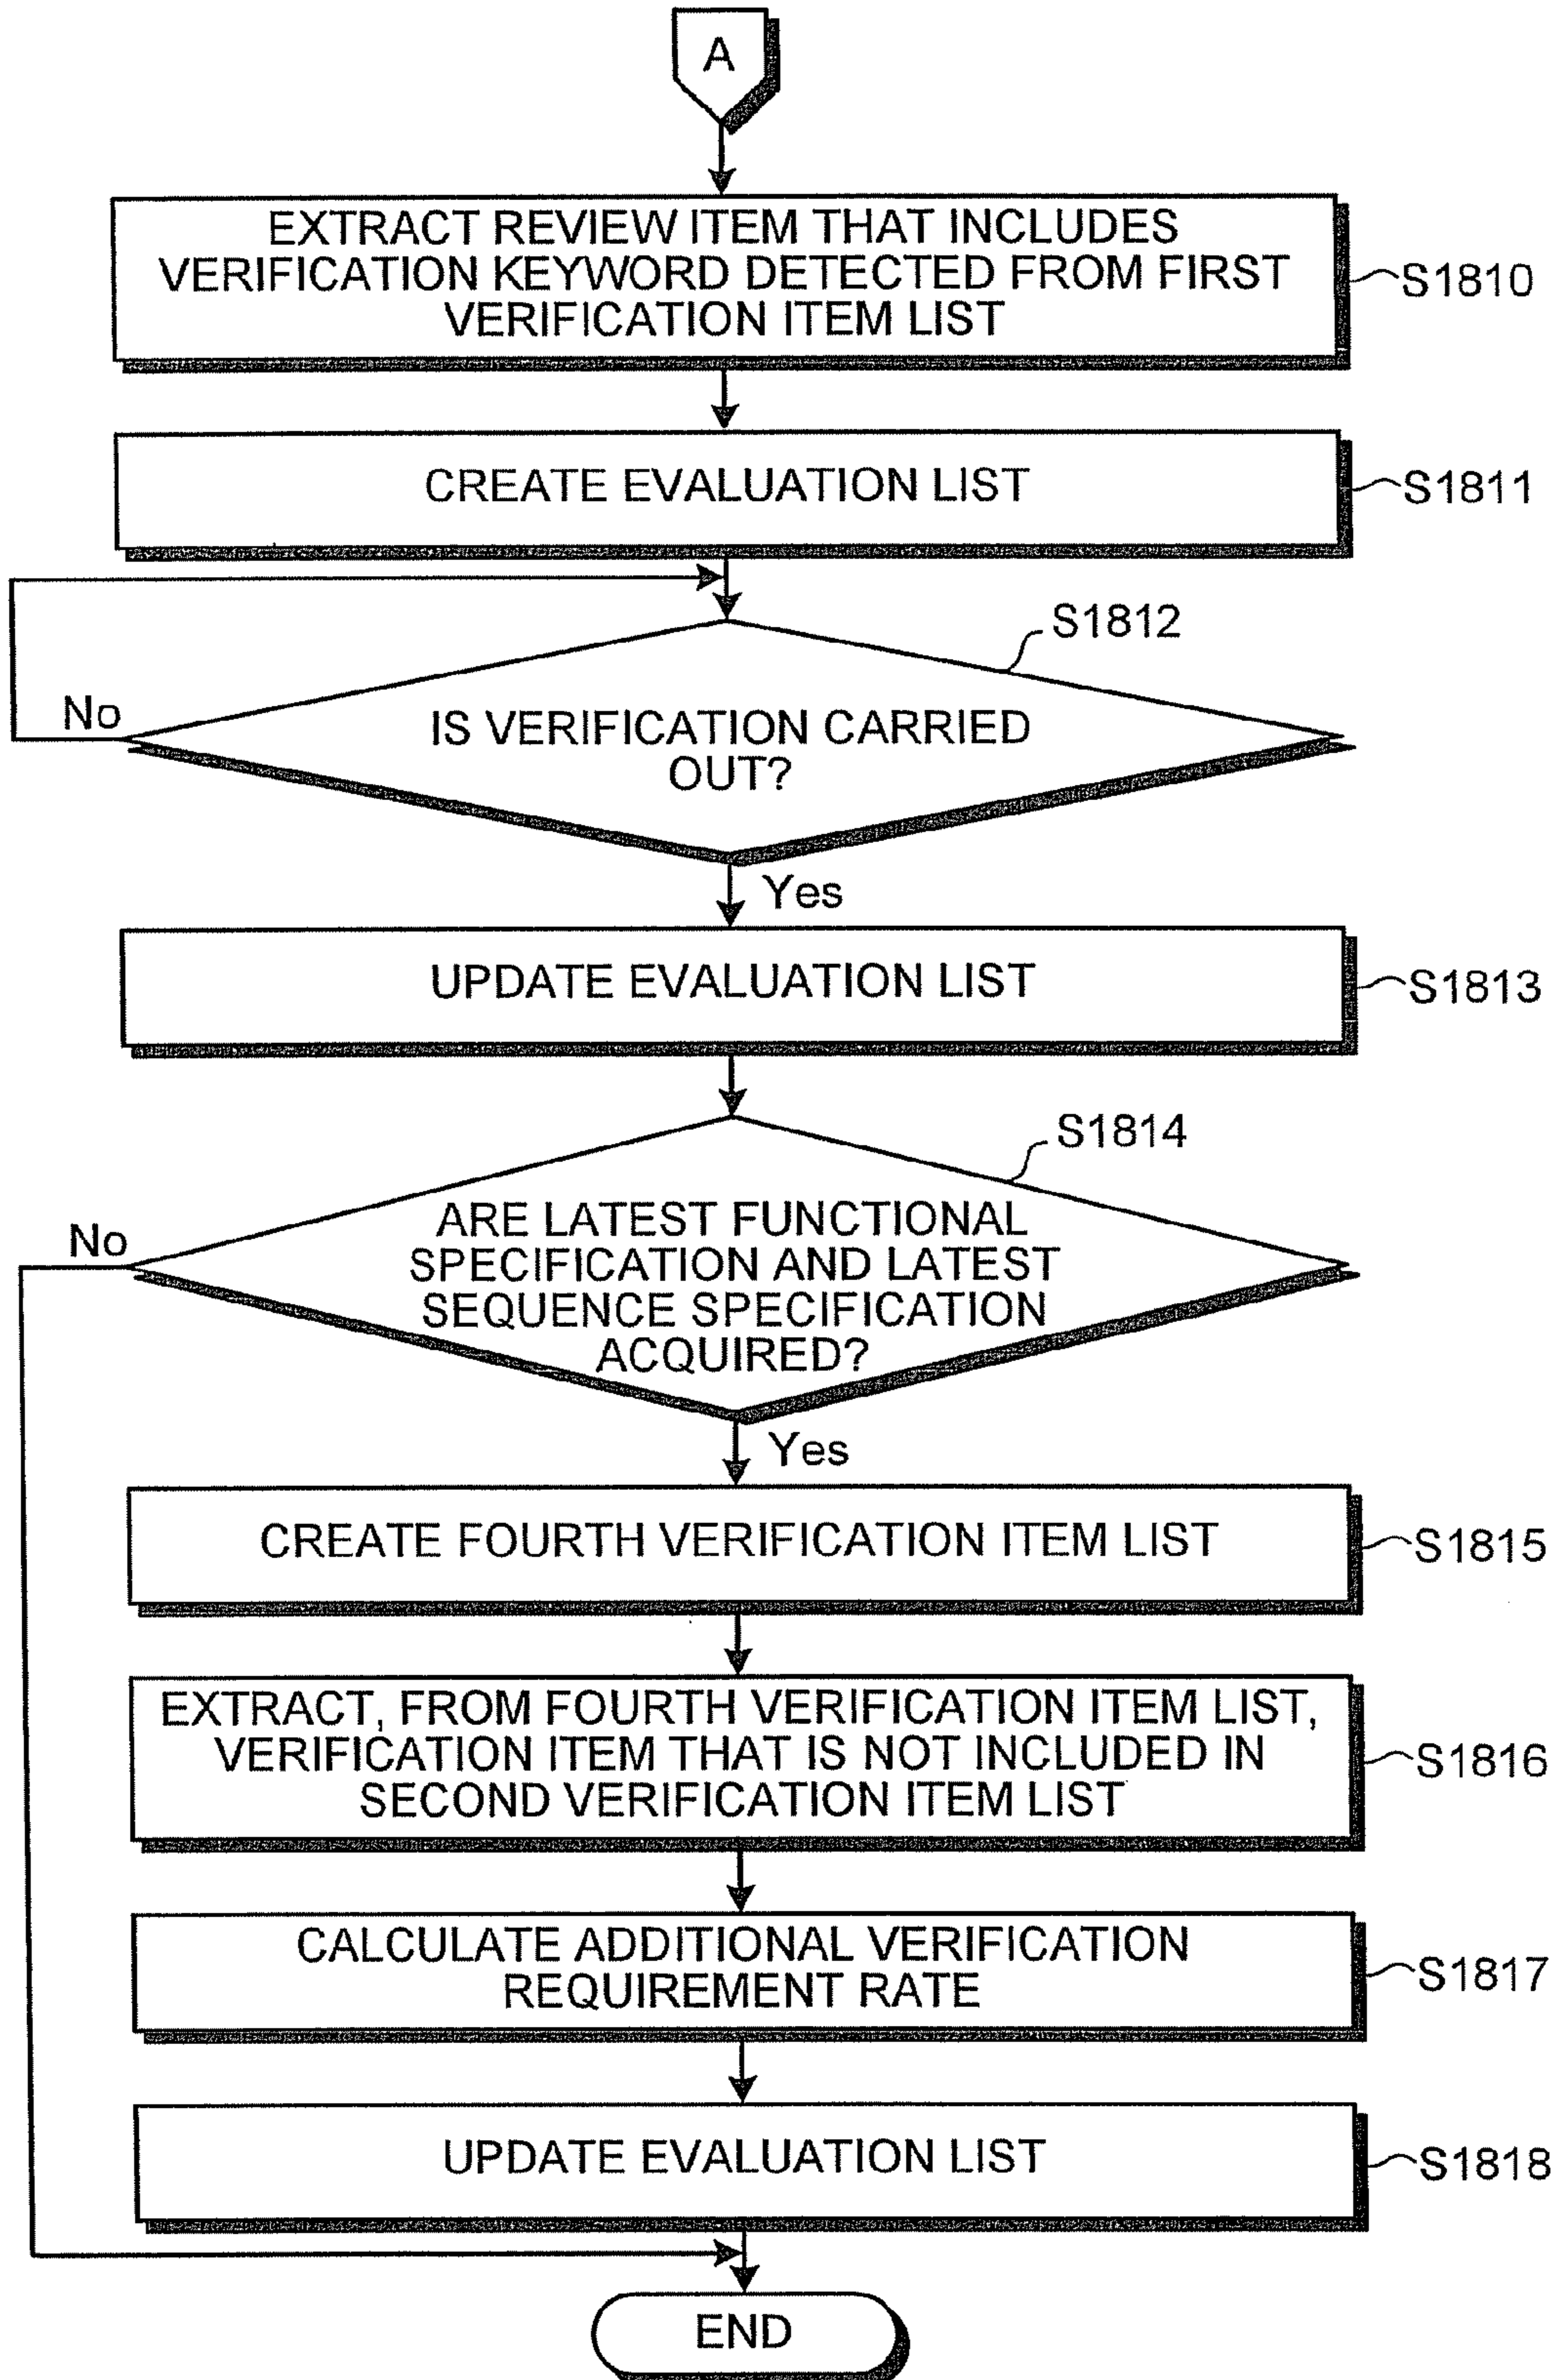 A
EXTRACT REVIEW ITEM THAT INCLUDES
VERIFICATION KEYWORD DETECTED FROM FIRST
VERIFICATION ITEM LIST
S1810
CREATE EVALUATION LIST
S1811
S1812
No
IS VERIFICATION CARRIED
OUT?
Yes
UPDATE EVALUATION LIST
S1813
S1814
No
ARE LATEST FUNCTIONAL
SPECIFICATION AND LATEST
SEQUENCE SPECIFICATION
ACQUIRED?
Yes
CREATE FOURTH VERIFICATION ITEM LIST
S1815
EXTRACT, FROM FOURTH VERIFICATION ITEM LIST,
VERIFICATION ITEM THAT IS NOT INCLUDED IN
SECOND VERIFICATION ITEM LIST
S1816
CALCULATE ADDITIONAL VERIFICATION
REQUIREMENT RATE
S1817
UPDATE EVALUATION LIST
S1818
END